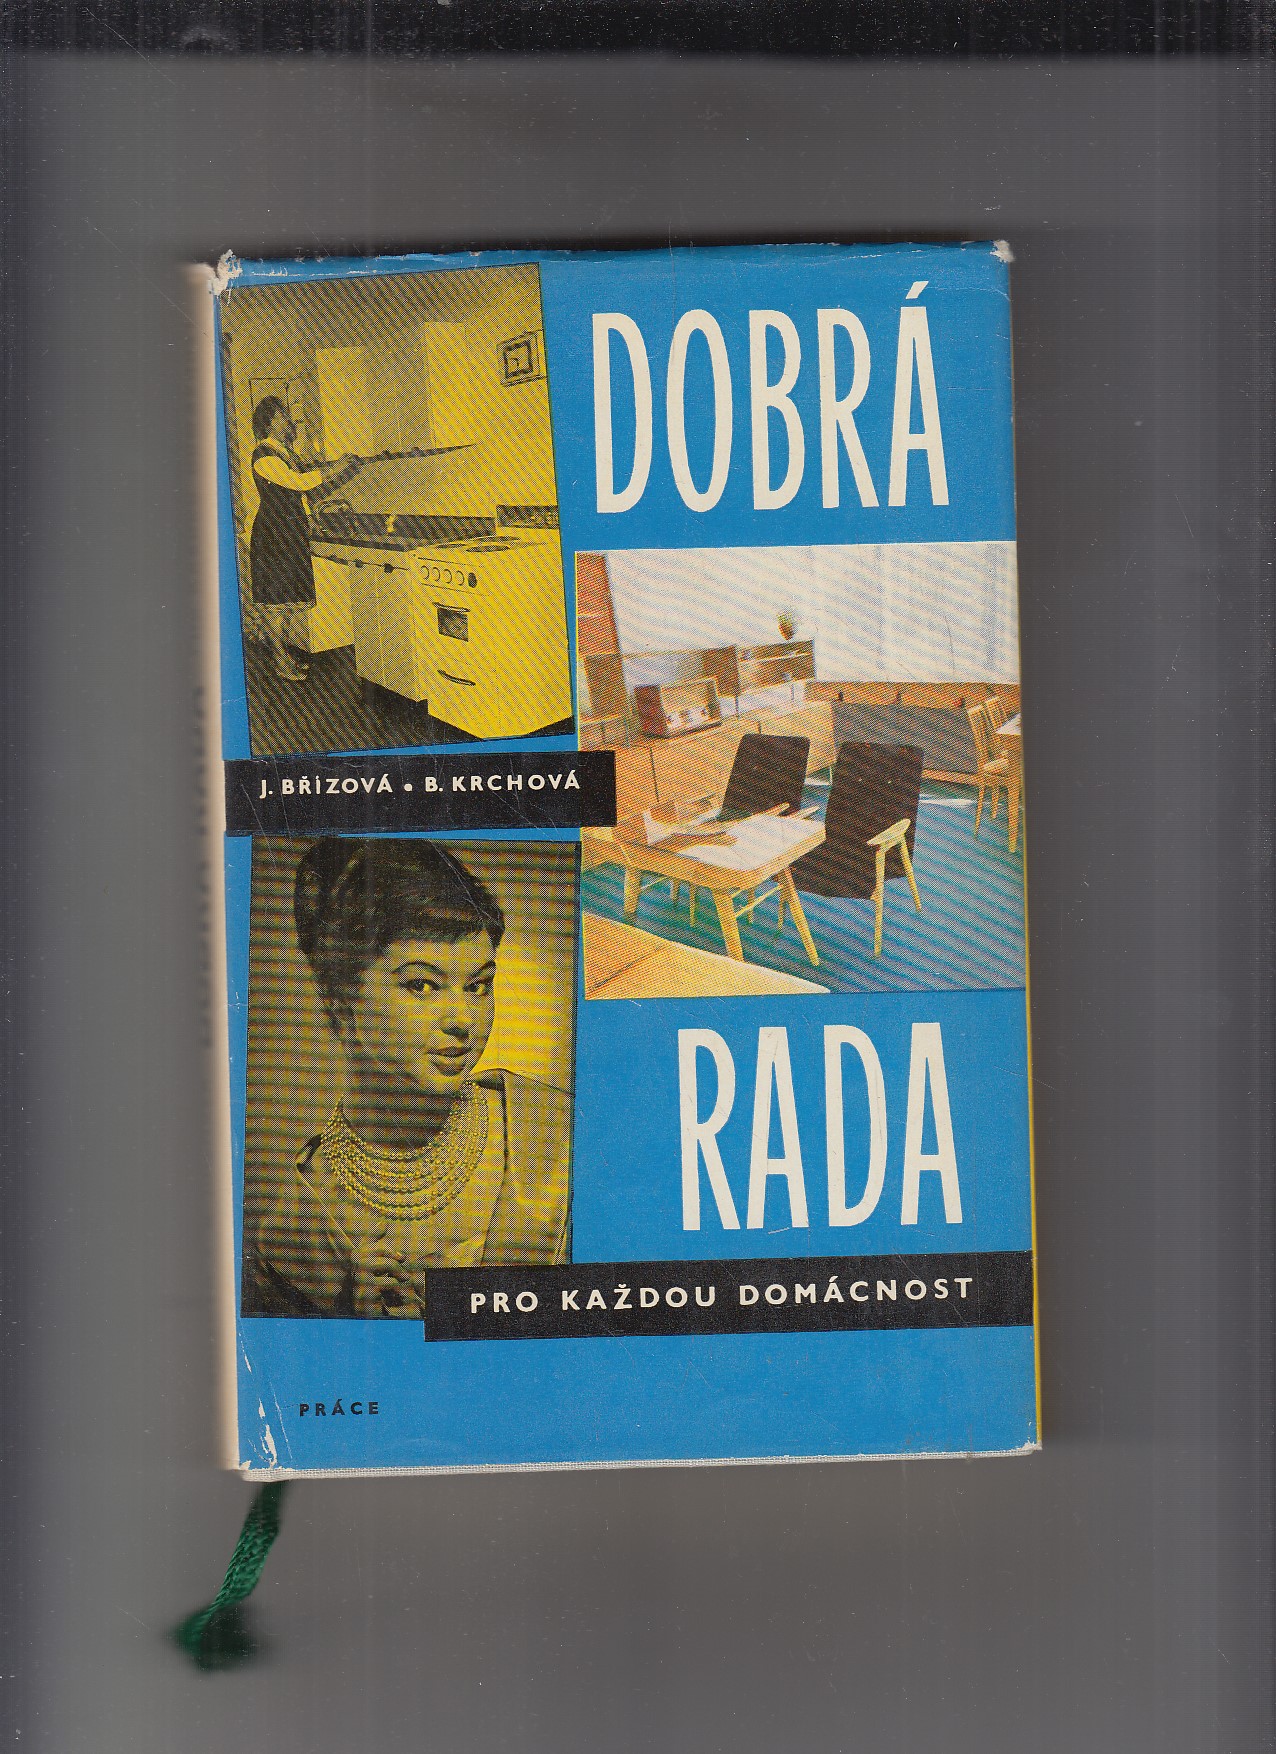 DOBRÁ
J. BŘÍZOVÁ • B. KRCHOVÁ
RADA
PRO KAŽDOU DOMÁCNOST
PRÁCE